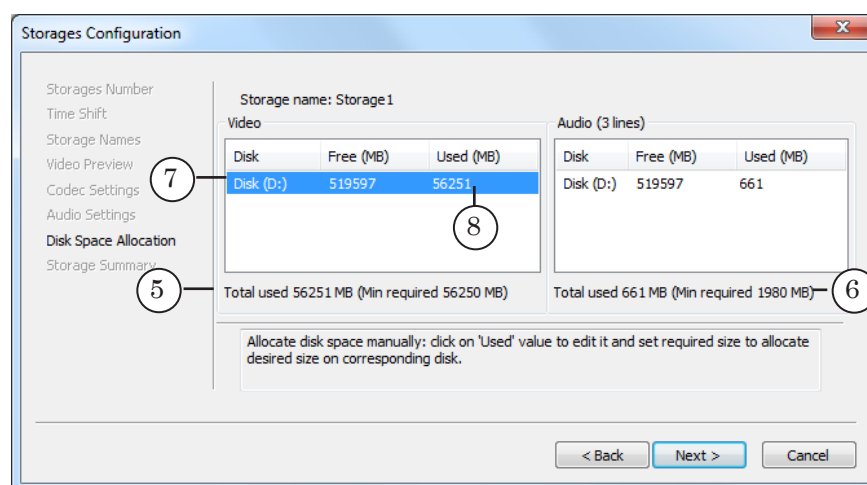 Storages Configuration
x
Storages Number
Time Shift
Storage Names
Video Preview
Codec Settings
Audio Settings
Disk Space Allocation
Storage Summary
Storage name: Storage1
Video
Disk Free (MB) Used (MB)
Disk (D:) 519597 56251
Total used 56251 MB (Min required 56250 MB)
Audio (3 lines)
Disk Free (MB) Used (MB)
Disk (D:) 519597 661
Total used 661 MB (Min required 1980 MB)
7
8
5
6
Allocate disk space manually: click on 'Used' value to edit it and set required size to allocate
desired size on corresponding disk.
< Back Next > Cancel